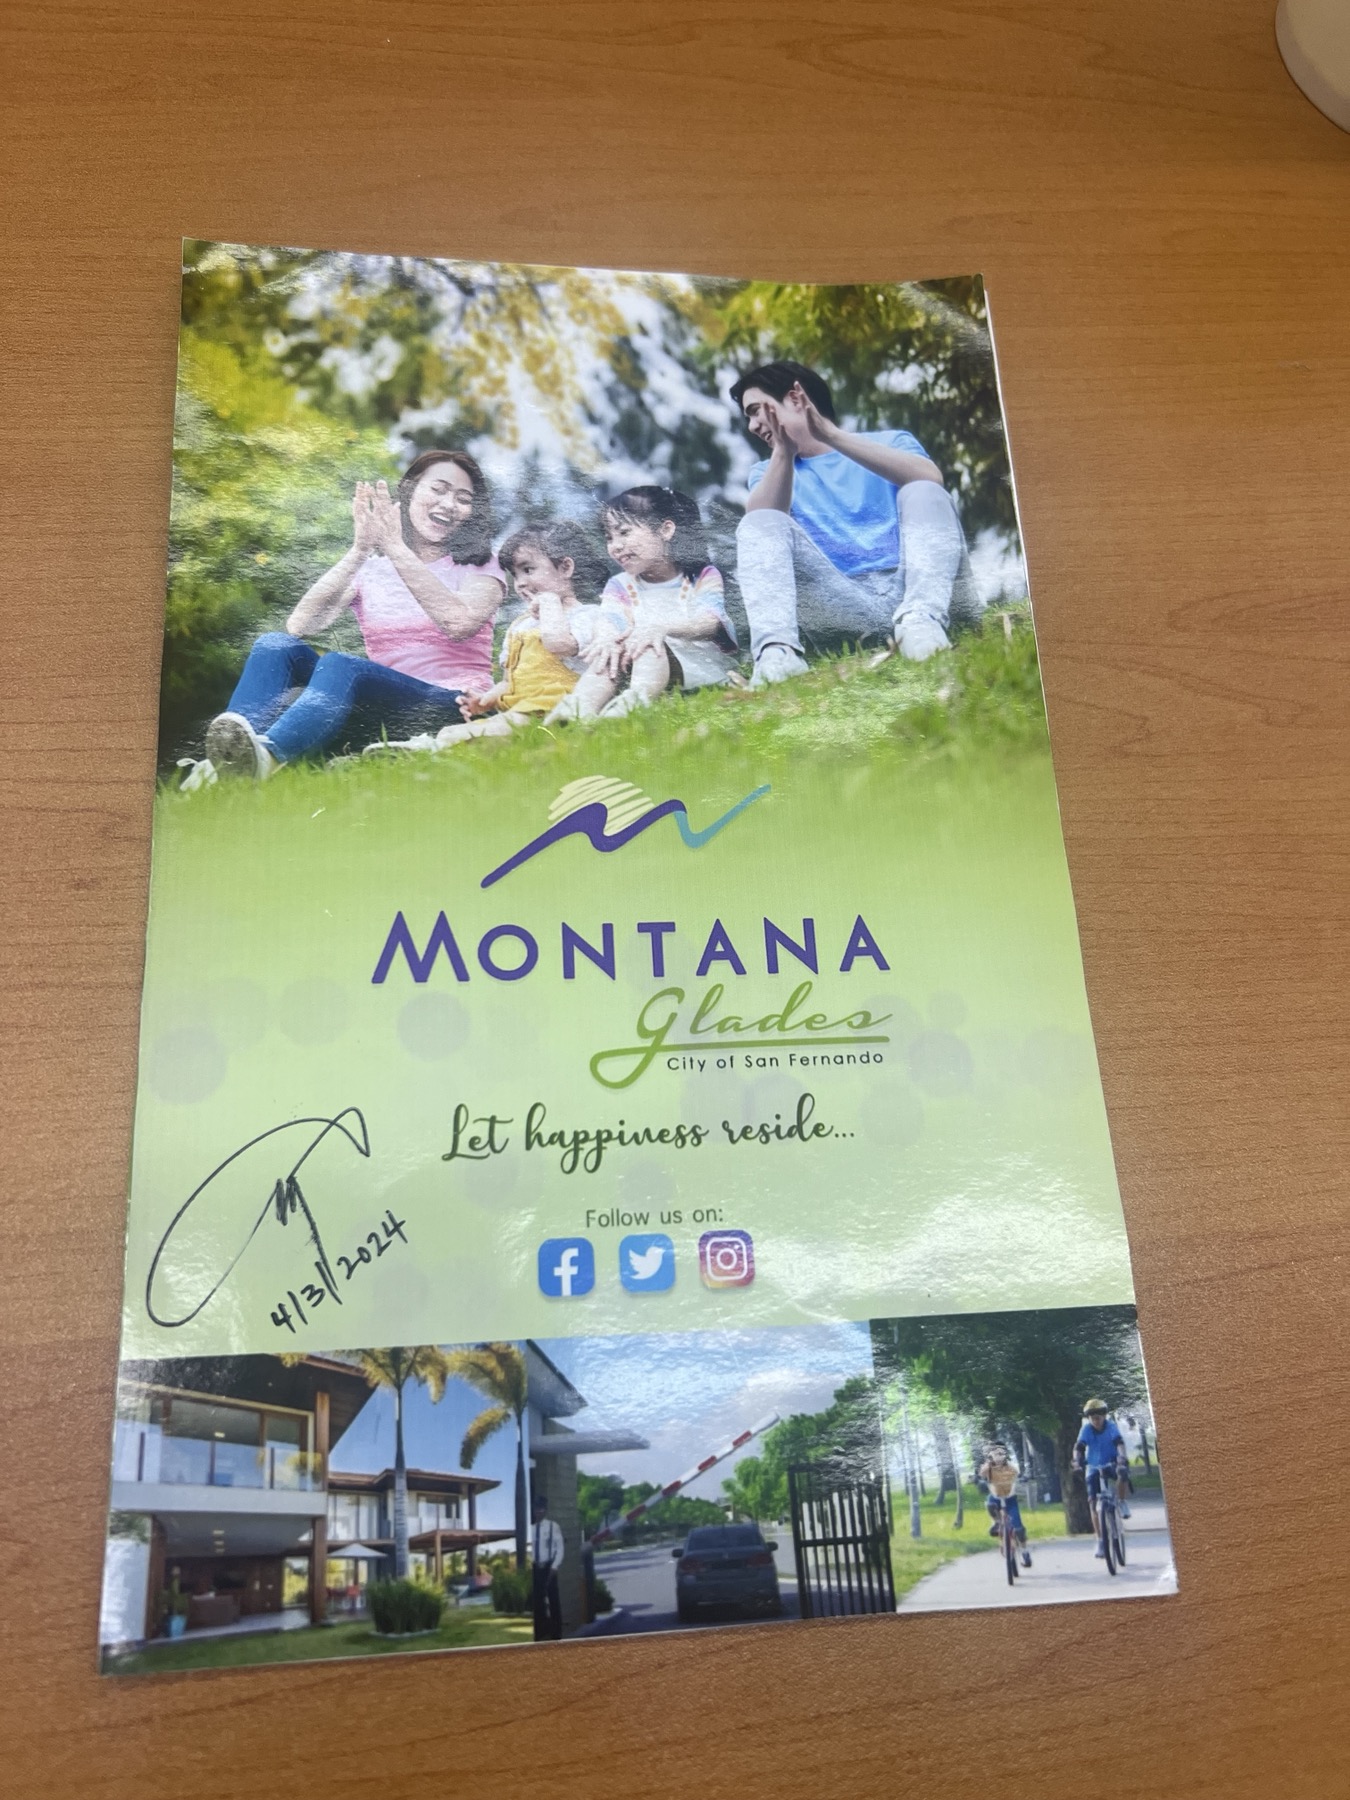 MONTANA
Glades
City of San Fernando
Let happiness reside...
4/3/2024
Follow us on: